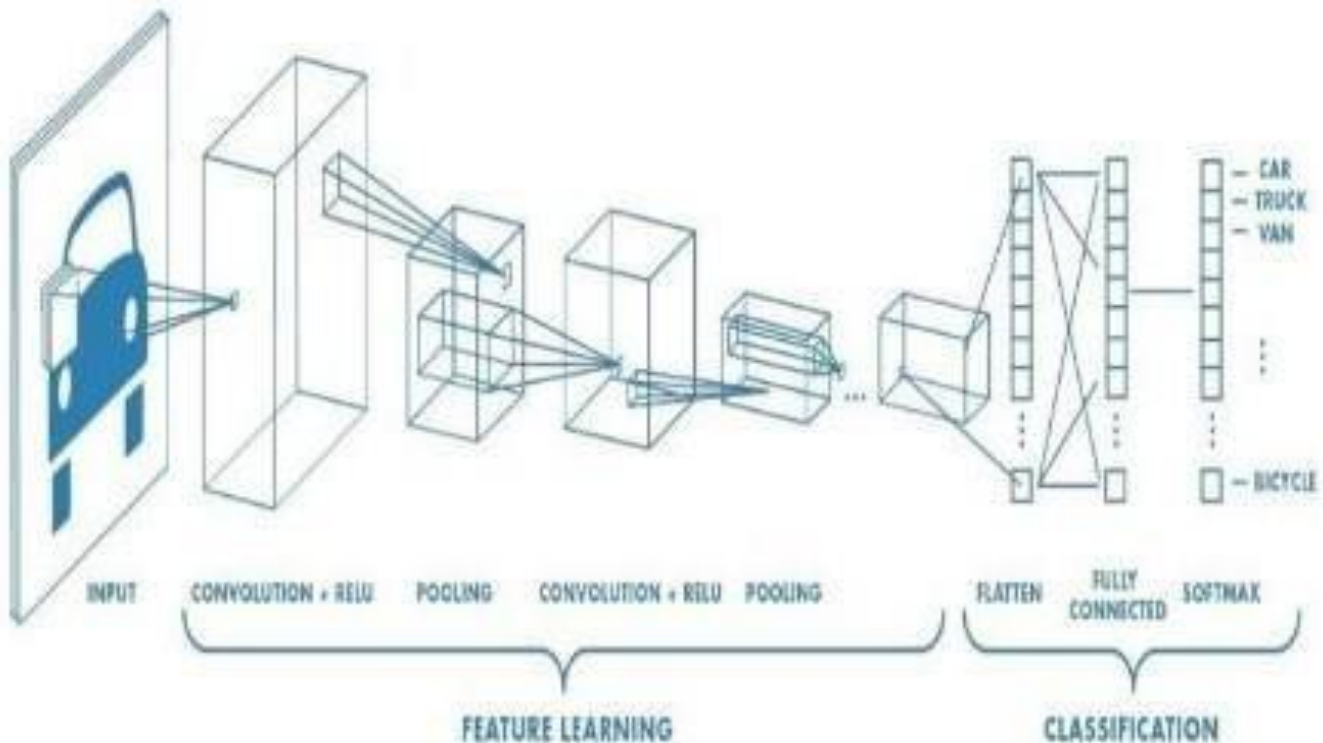 CAR
TRUCK
VAN
BICYCLE
INPUT
CONVOLUTION + RELU
POOLING
CONVOLUTION + RELU
POOLING
FLATTEN
FULLY
CONNECTED
SOFTMAX
FEATURE LEARNING
CLASSIFICATION